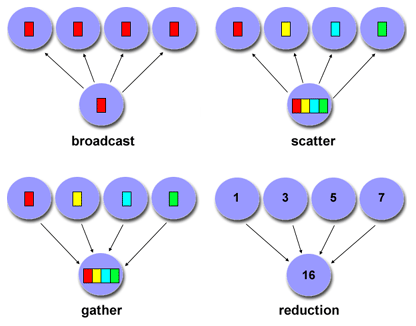 broadcast
scatter
1 3 5 7
16
gather
reduction